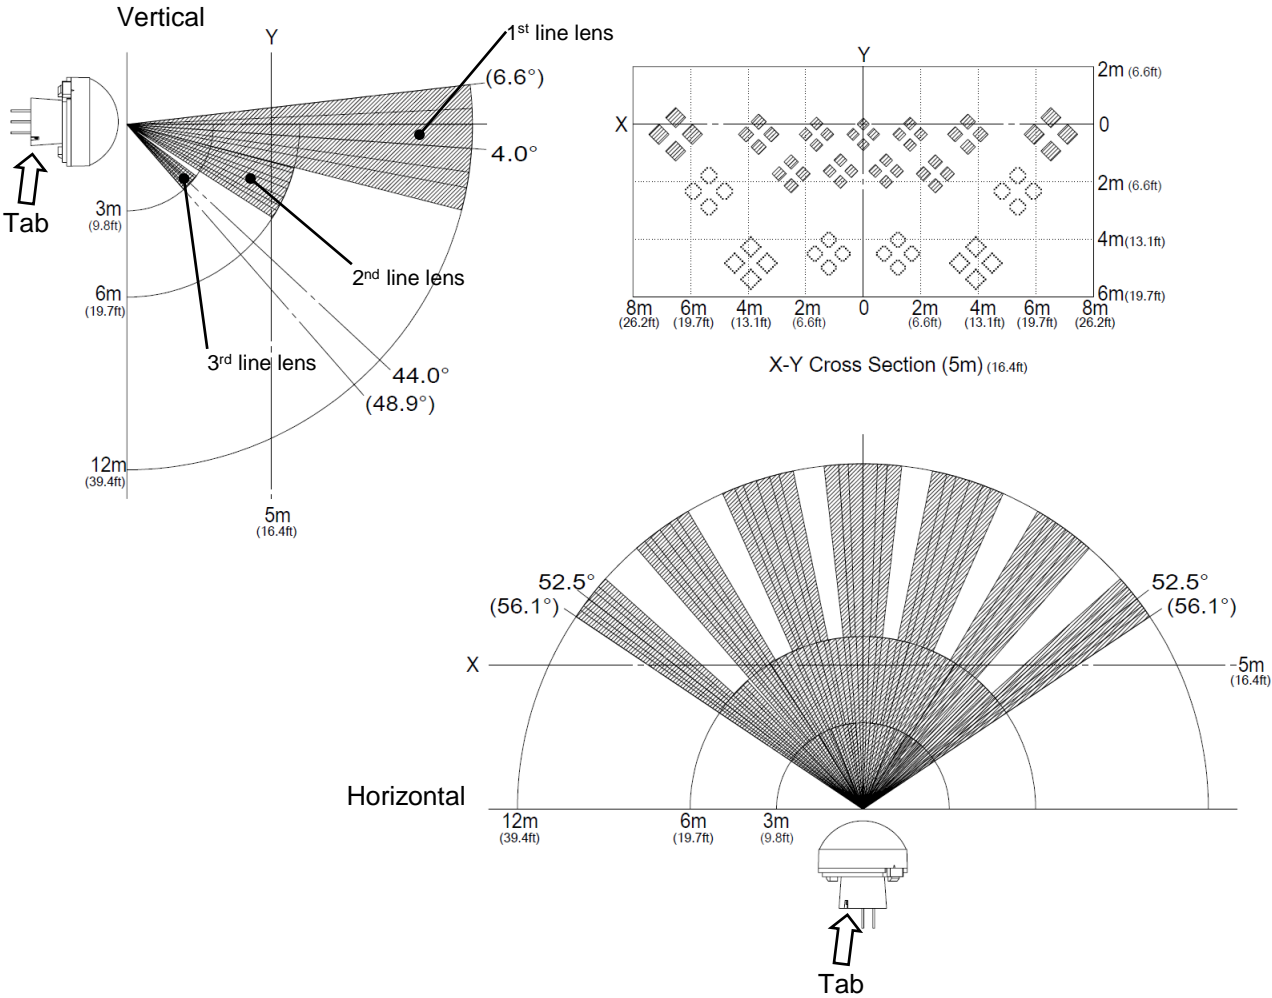 Vertical
Y
1st line lens
(6.6°)
4.0°
Tab
3m
(9.8ft)
2nd line lens
6m
(19.7ft)
3rd line lens
44.0°
(48.9°)
12m
(39.4ft)
5m
(16.4ft)
Y
2m (6.6ft)
X
0
2m (6.6ft)
4m (13.1ft)
6m (19.7ft)
8m 6m 4m 2m 0 2m 4m 6m 8m
(26.2ft) (19.7ft) (13.1ft) (6.6ft) (6.6ft) (13.1ft) (19.7ft) (26.2ft)
X-Y Cross Section (5m) (16.4ft)
52.5° 52.5°
(56.1°) (56.1°)
X 5m
(16.4ft)
Horizontal
12m 6m 3m
(39.4ft) (19.7ft) (9.8ft)
Tab